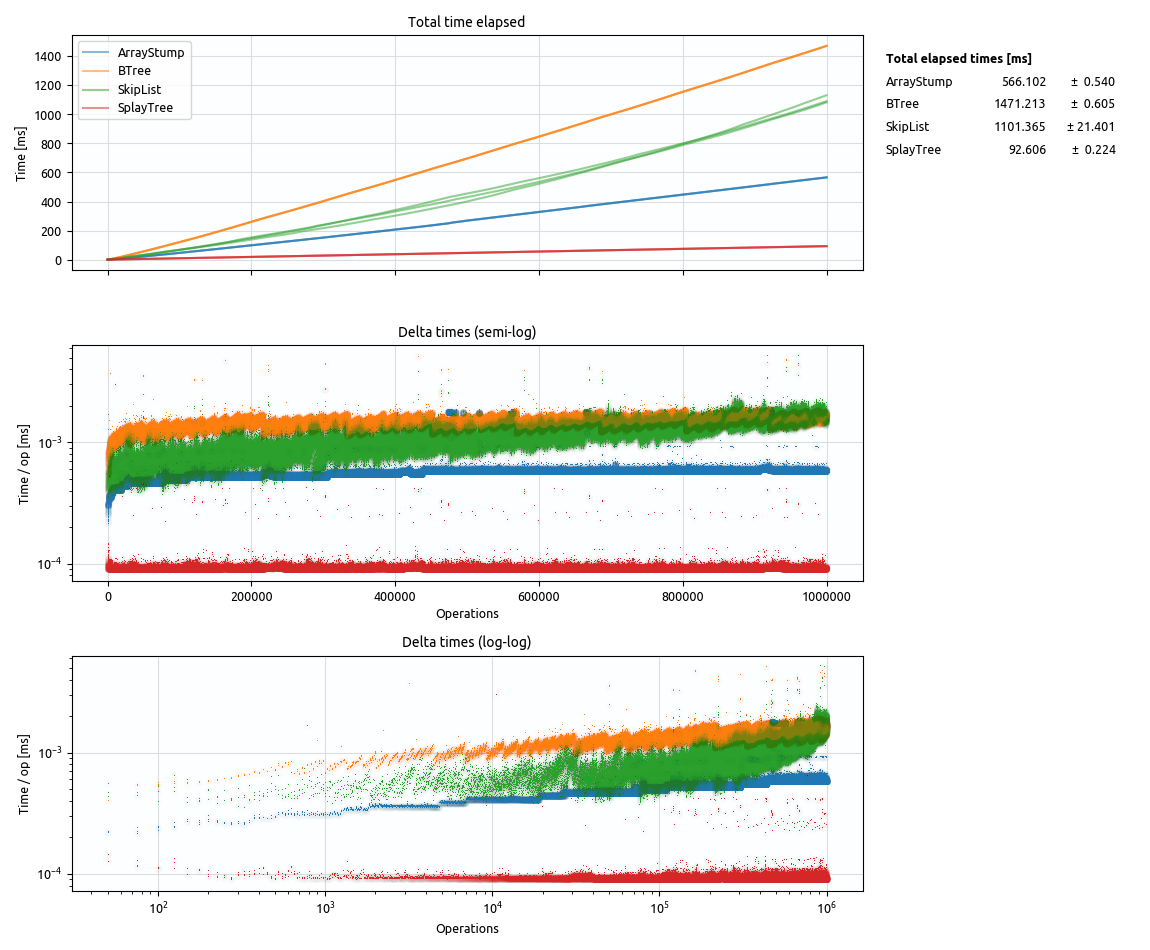 Total time elapsed
Time [ms]
1400
1200
1000
800
600
400
200
0
ArrayStump
BTree
SkipList
SplayTree
Total elapsed times [ms]
ArrayStump 566.102 ± 0.540
BTree 1471.213 ± 0.605
SkipList 1101.365 ± 21.401
SplayTree 92.606 ± 0.224
Delta times (semi-log)
Time / op [ms]
10⁻³
10⁻⁴
0 200000 400000 600000 800000 1000000
Operations
Delta times (log-log)
Time / op [ms]
10⁻³
10⁻⁴
10² 10³ 10⁴ 10⁵ 10⁶
Operations